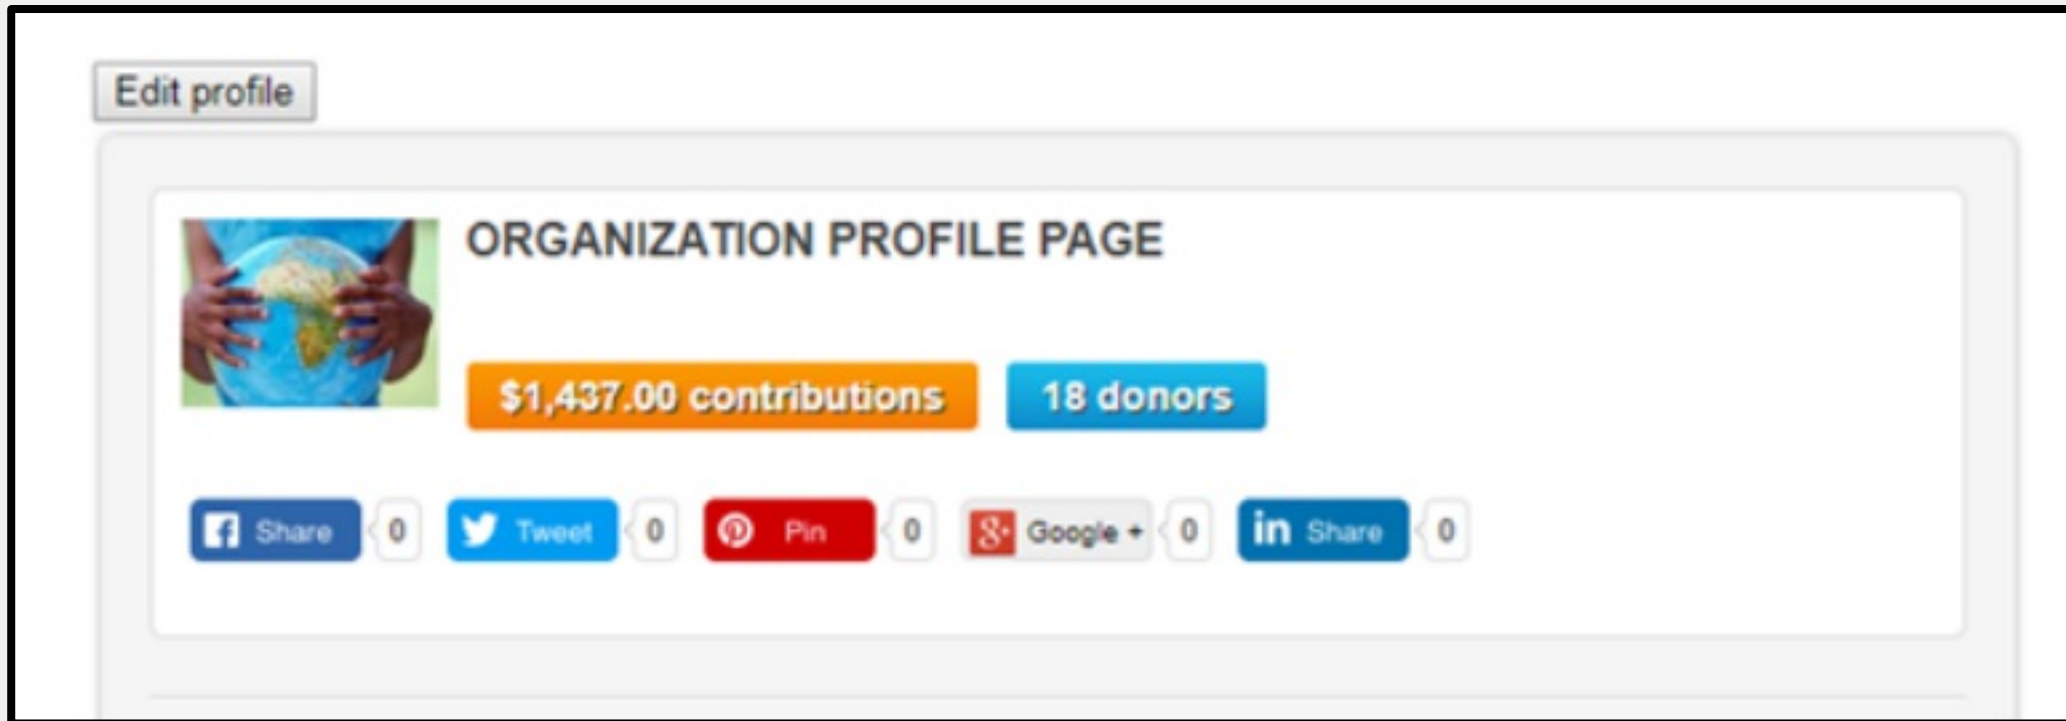 Edit profile
ORGANIZATION PROFILE PAGE
$1,437.00 contributions 18 donors
f Share 0 Tweet 0 Pin 0 8+ Google + 0 in Share 0